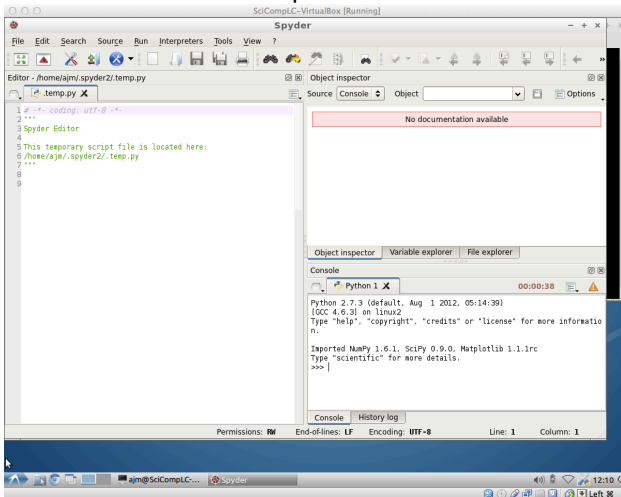 SciCompLC-VirtualBox [Running]
Spyder
File Edit Search Source Run Interpreters Tools View ?
Editor - /home/ajm/.spyder2/.temp.py
.temp.py
1 # -*- coding: utf-8 -*-
2 """
3 Spyder Editor
4
5 This temporary script file is located here:
6 /home/ajm/.spyder2/.temp.py
7 """
8
9
Object inspector
Source Console Object Options
No documentation available
Object inspector Variable explorer File explorer
Console
Python 1 00:00:38
Python 2.7.3 (default, Aug 1 2012, 05:14:39)
[GCC 4.6.3] on linux2
Type "help", "copyright", "credits" or "license" for more informatio
n.
Imported NumPy 1.6.1, SciPy 0.9.0, Matplotlib 1.1.1rc
Type "scientific" for more details.
>>>
Console History log
Permissions: RW End-of-lines: LF Encoding: UTF-8 Line: 1 Column: 1
ajm@SciCompLC-... Spyder 12:10
Left ⌘